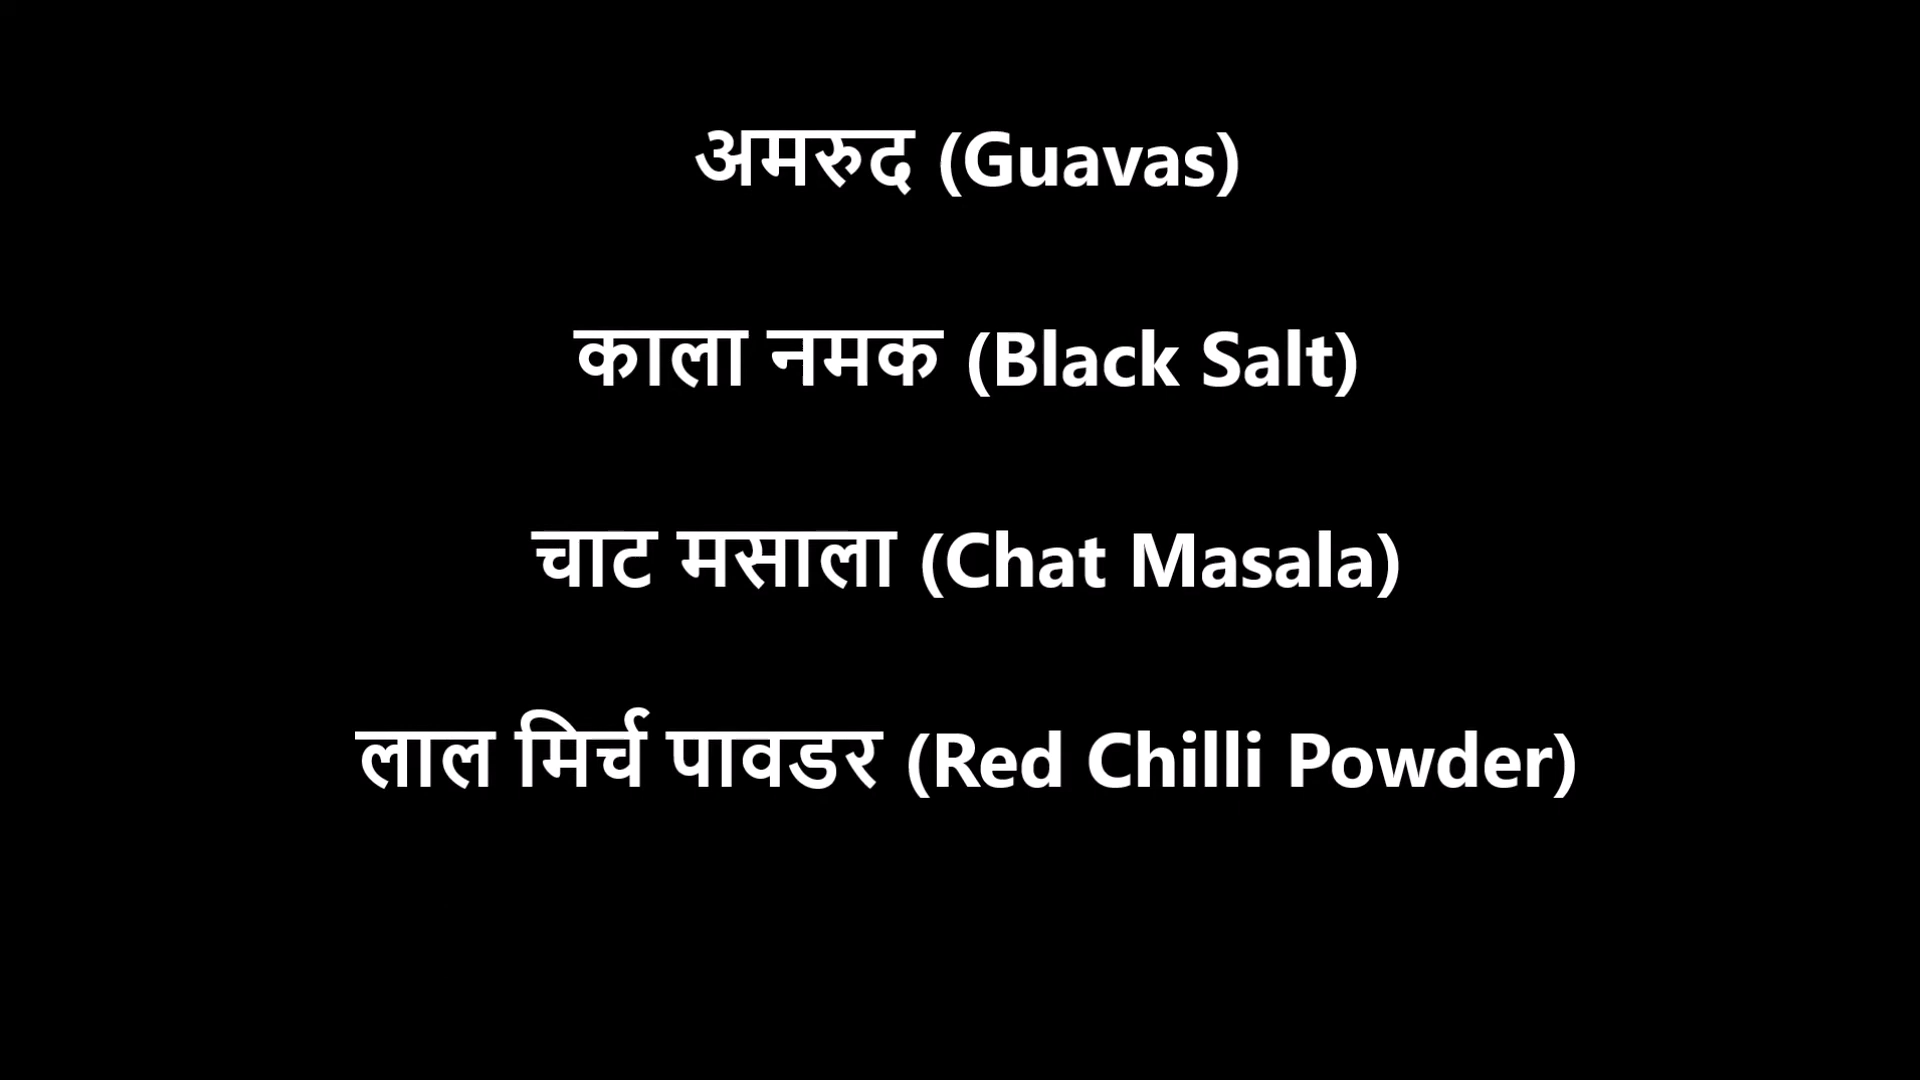 अमरुद (Guavas)
काला नमक (Black Salt)
चाट मसाला (Chat Masala)
लाल मिर्च पावडर (Red Chilli Powder)